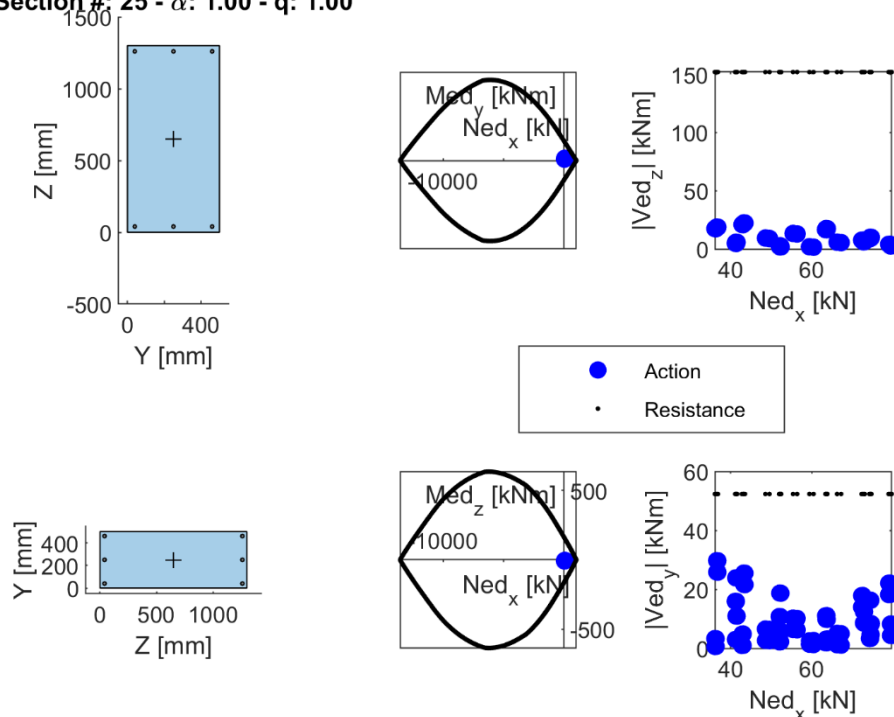 Section #: 25 - α: 1.00 - q: 1.00
1500
1000
500
0
-500
Z [mm]
0 400
Y [mm]
Med_y [kNm]
Ned_x [kN]
-10000
150
100
50
0
|Ved_z| [kNm]
40 60
Ned_x [kN]
Action
Resistance
400
200
0
Y [mm]
0 500 1000
Z [mm]
Med_z [kNm]
500
-10000
Ned_x [kN]
-500
60
40
20
0
|Ved_y| [kNm]
40 60
Ned_x [kN]